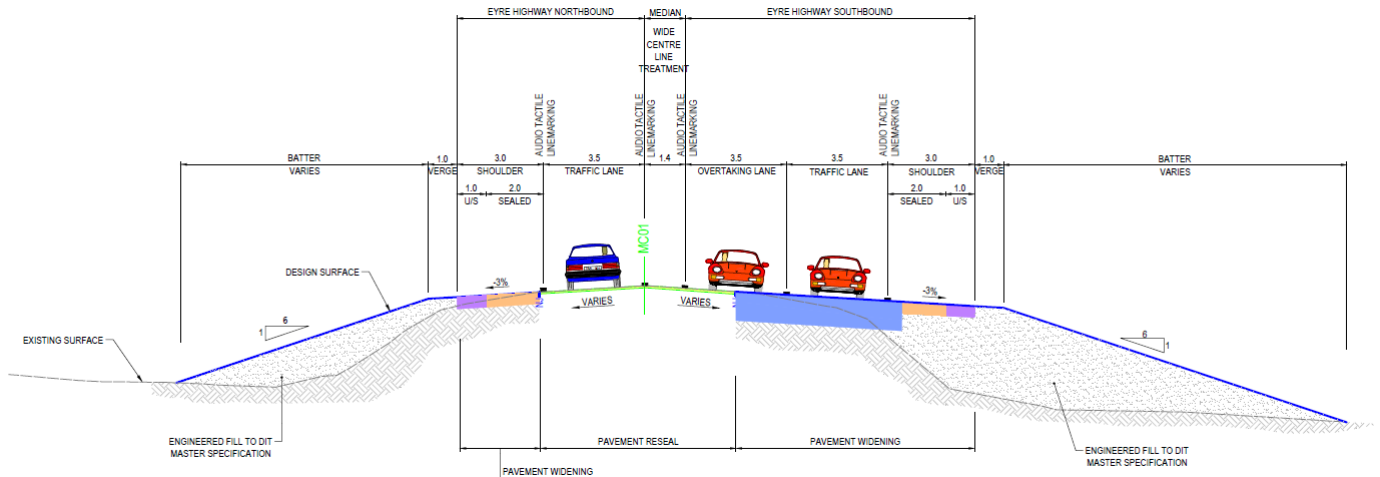 EYRE HIGHWAY NORTHBOUND
MEDIAN
EYRE HIGHWAY SOUTHBOUND
WIDE
CENTRE
LINE
TREATMENT
AUDIO TACTILE
LINEMARKING
AUDIO TACTILE
LINEMARKING
AUDIO TACTILE
LINEMARKING
AUDIO TACTILE
LINEMARKING
BATTER
VARIES
1.0
VERGE
3.0
SHOULDER
3.5
TRAFFIC LANE
1.4
3.5
OVERTAKING LANE
3.5
TRAFFIC LANE
3.0
SHOULDER
1.0
VERGE
BATTER
VARIES
1.0
U/S
2.0
SEALED
2.0
SEALED
1.0
U/S
MC01
DESIGN SURFACE
-3%
VARIES
VARIES
-3%
6
1
6
1
EXISTING SURFACE
ENGINEERED FILL TO DIT
MASTER SPECIFICATION
PAVEMENT RESEAL
PAVEMENT WIDENING
ENGINEERED FILL TO DIT
MASTER SPECIFICATION
PAVEMENT WIDENING